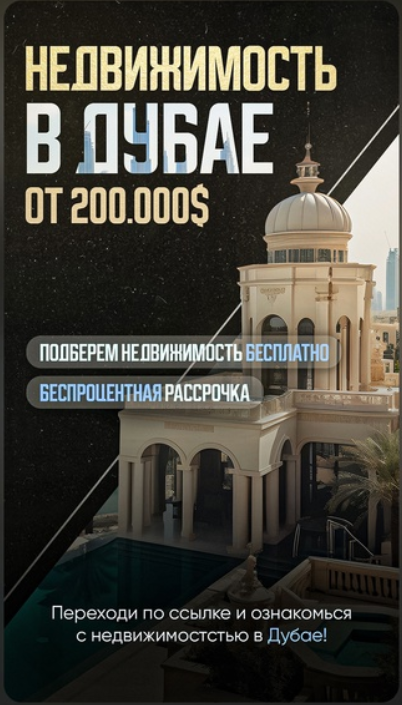 НЕДВИЖИМОСТЬ
В ДУБАЕ
ОТ 200.000$
ПОДБЕРЕМ НЕДВИЖИМОСТЬ БЕСПЛАТНО
БЕСПРОЦЕНТНАЯ РАССРОЧКА
Переходи по ссылке и ознакомься
с недвижимостстью в Дубае!